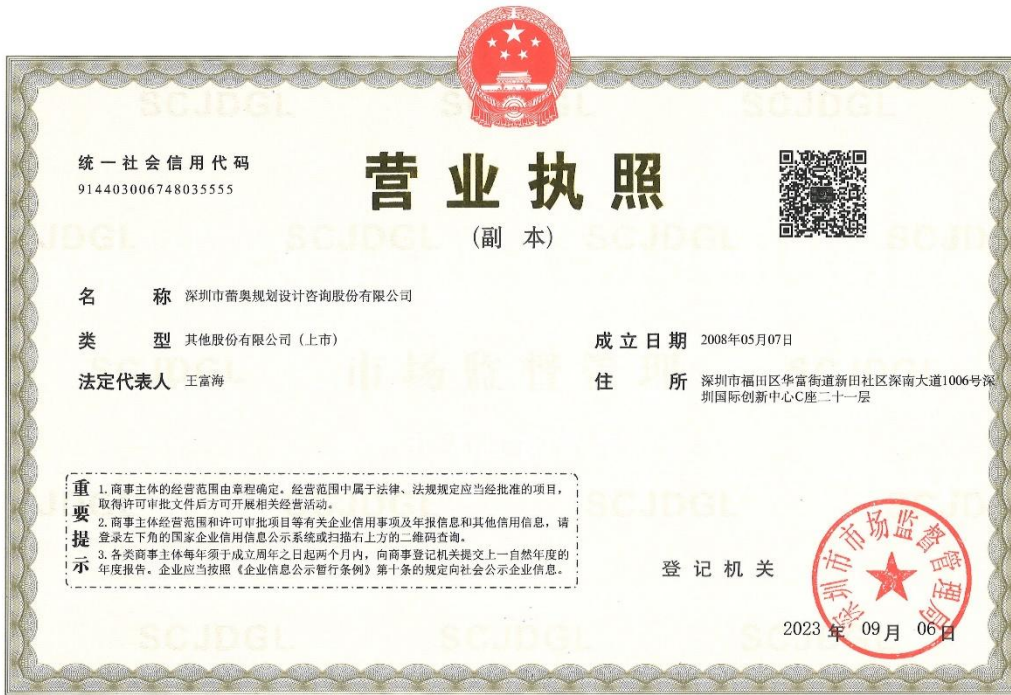 统一社会信用代码
914403006748035555
营业执照
(副 本)
名 称 深圳市蕾奥规划设计咨询股份有限公司
类 型 其他股份有限公司（上市）
成立日期 2008年05月07日
法定代表人 王富海
住 所 深圳市福田区华富街道新田社区深南大道1006号深
圳国际创新中心C座二十一层
重要提示
1. 商事主体的经营范围由章程确定。经营范围中属于法律、法规规定应当经批准的项目，
取得许可审批文件后方可开展相关经营活动。
2. 商事主体经营范围和许可审批项目等有关企业信用事项及年报信息和其他信用信息，请
登录左下角的国家企业信用信息公示系统或扫描右上方的二维码查询。
3. 各类商事主体每年须于成立周年之日起两个月内，向商事登记机关提交上一自然年度的
年度报告。企业应当按照《企业信息公示暂行条例》第十条的规定向社会公示企业信息。
登记机关
深圳市市场监督管理局
2023 年 09 月 06 日
SCJDGL